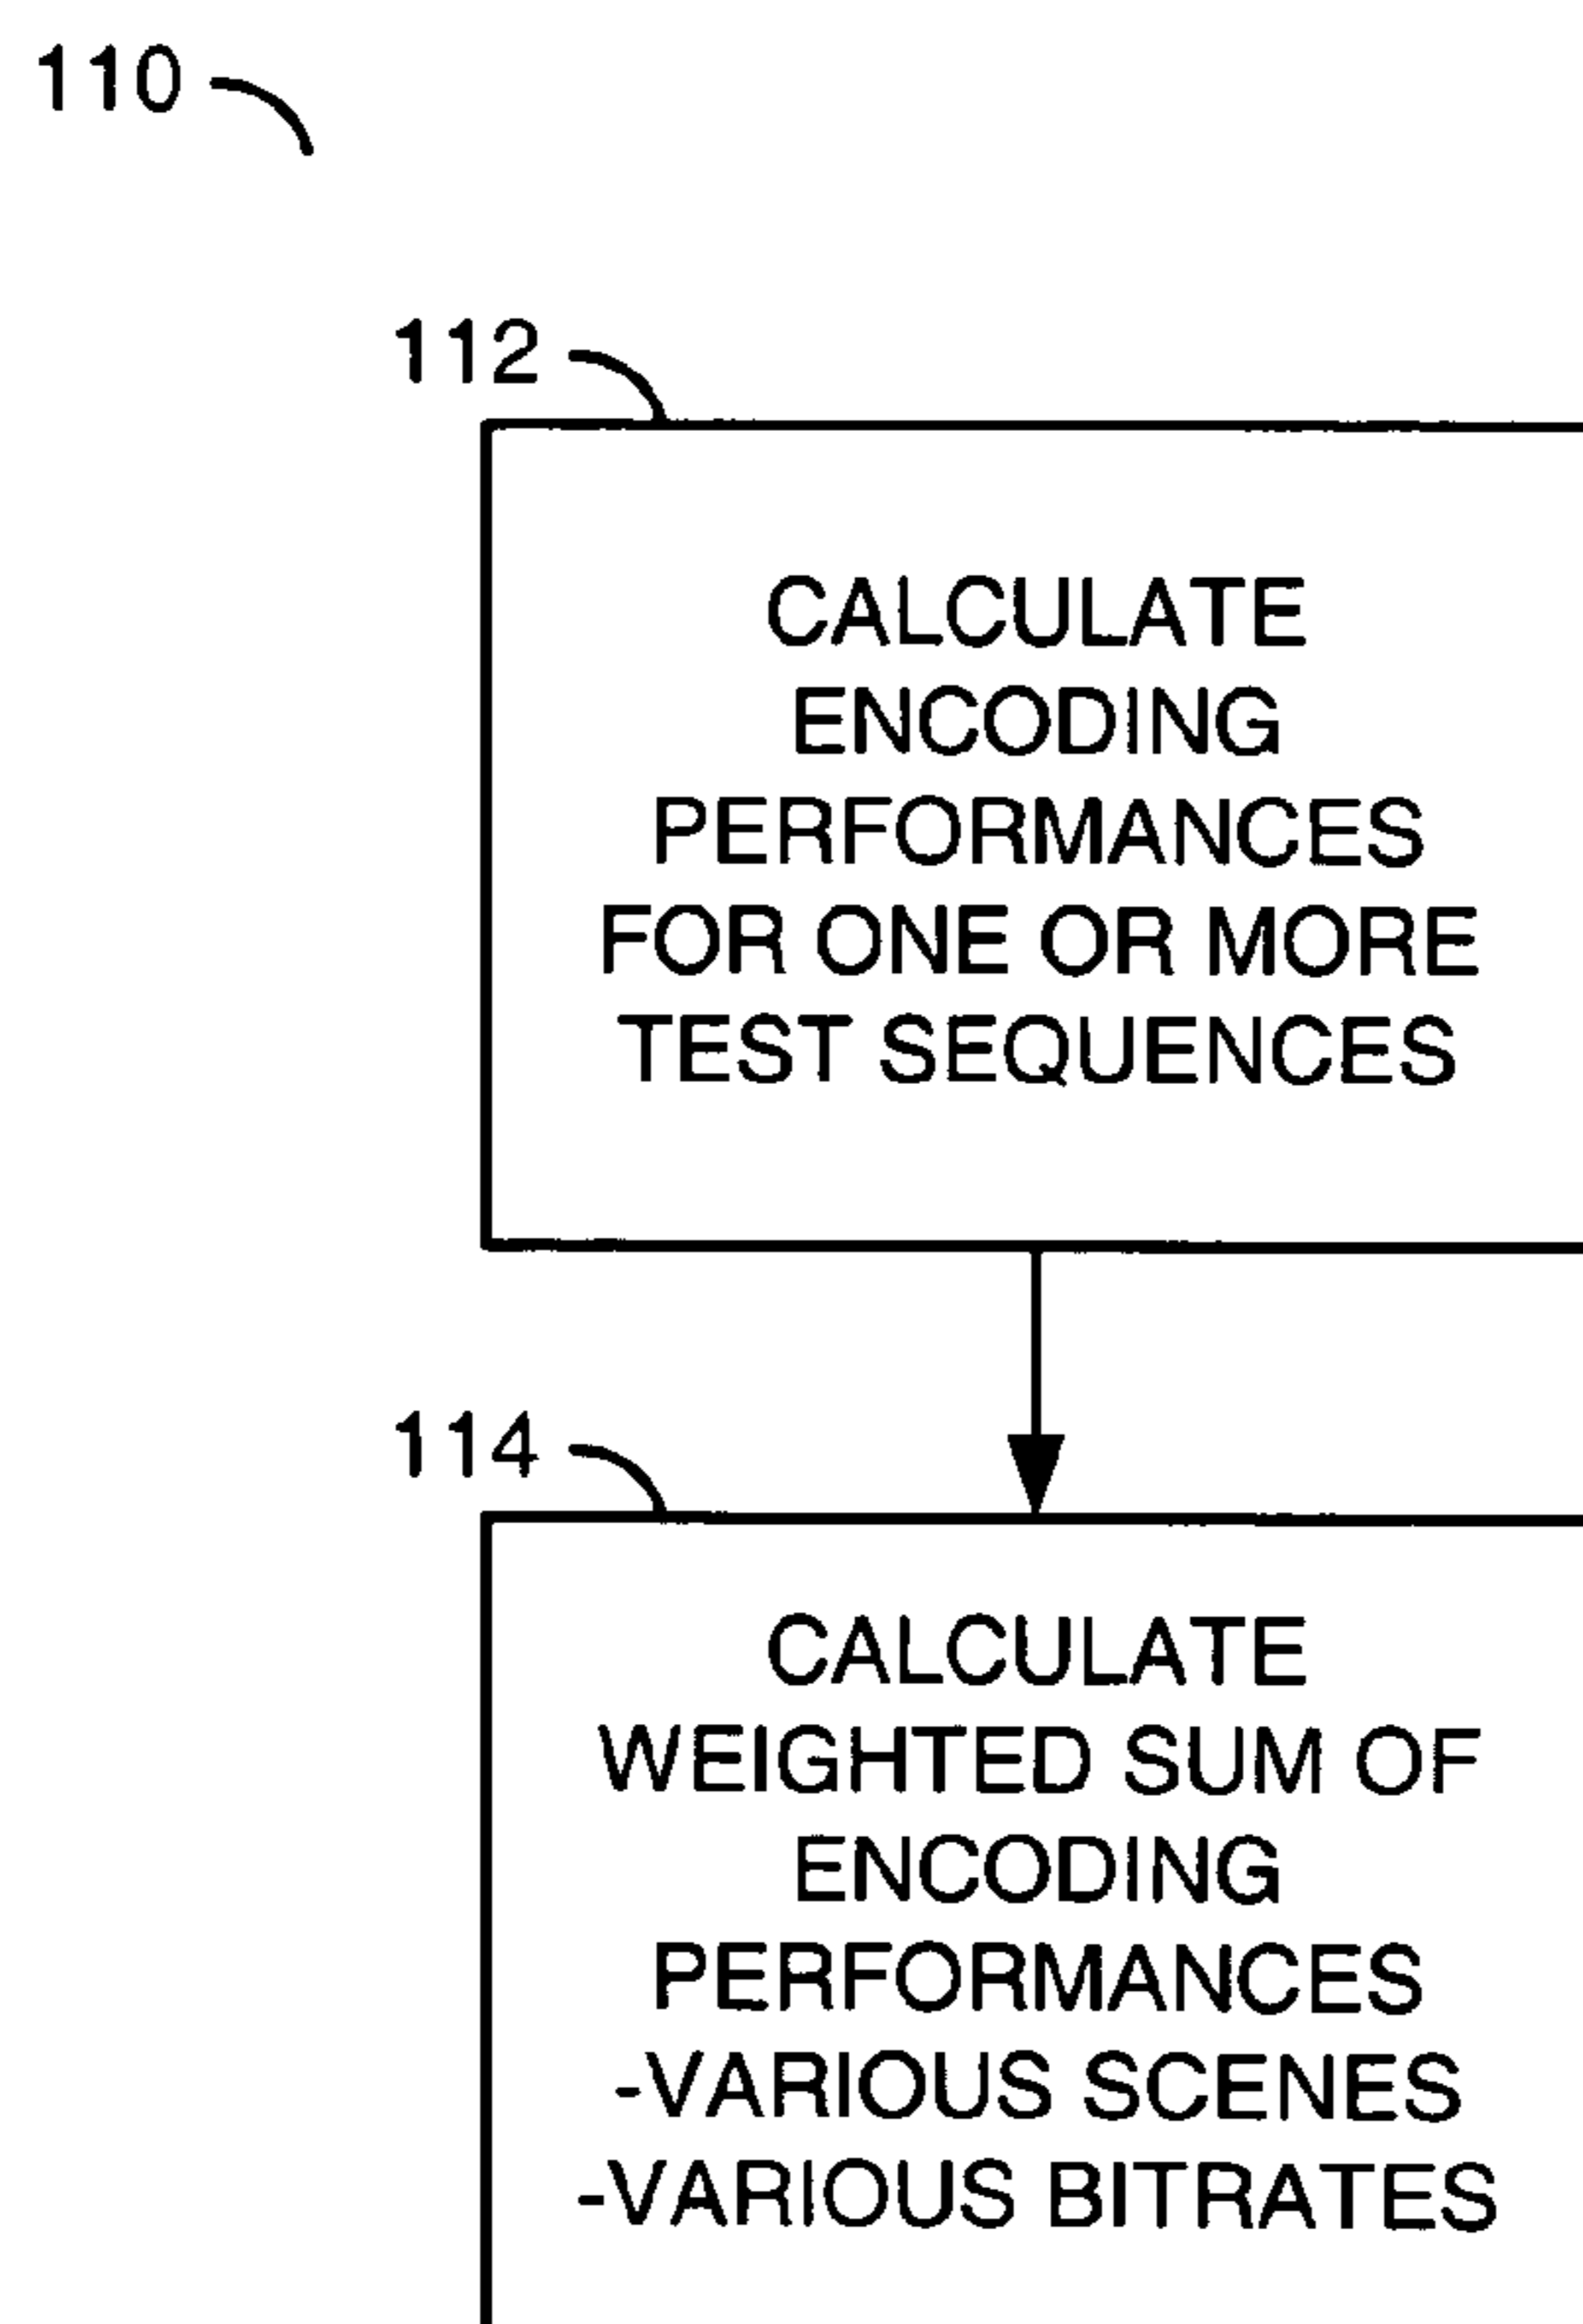 110
112
CALCULATE
ENCODING
PERFORMANCES
FOR ONE OR MORE
TEST SEQUENCES
114
CALCULATE
WEIGHTED SUM OF
ENCODING
PERFORMANCES
-VARIOUS SCENES
-VARIOUS BITRATES